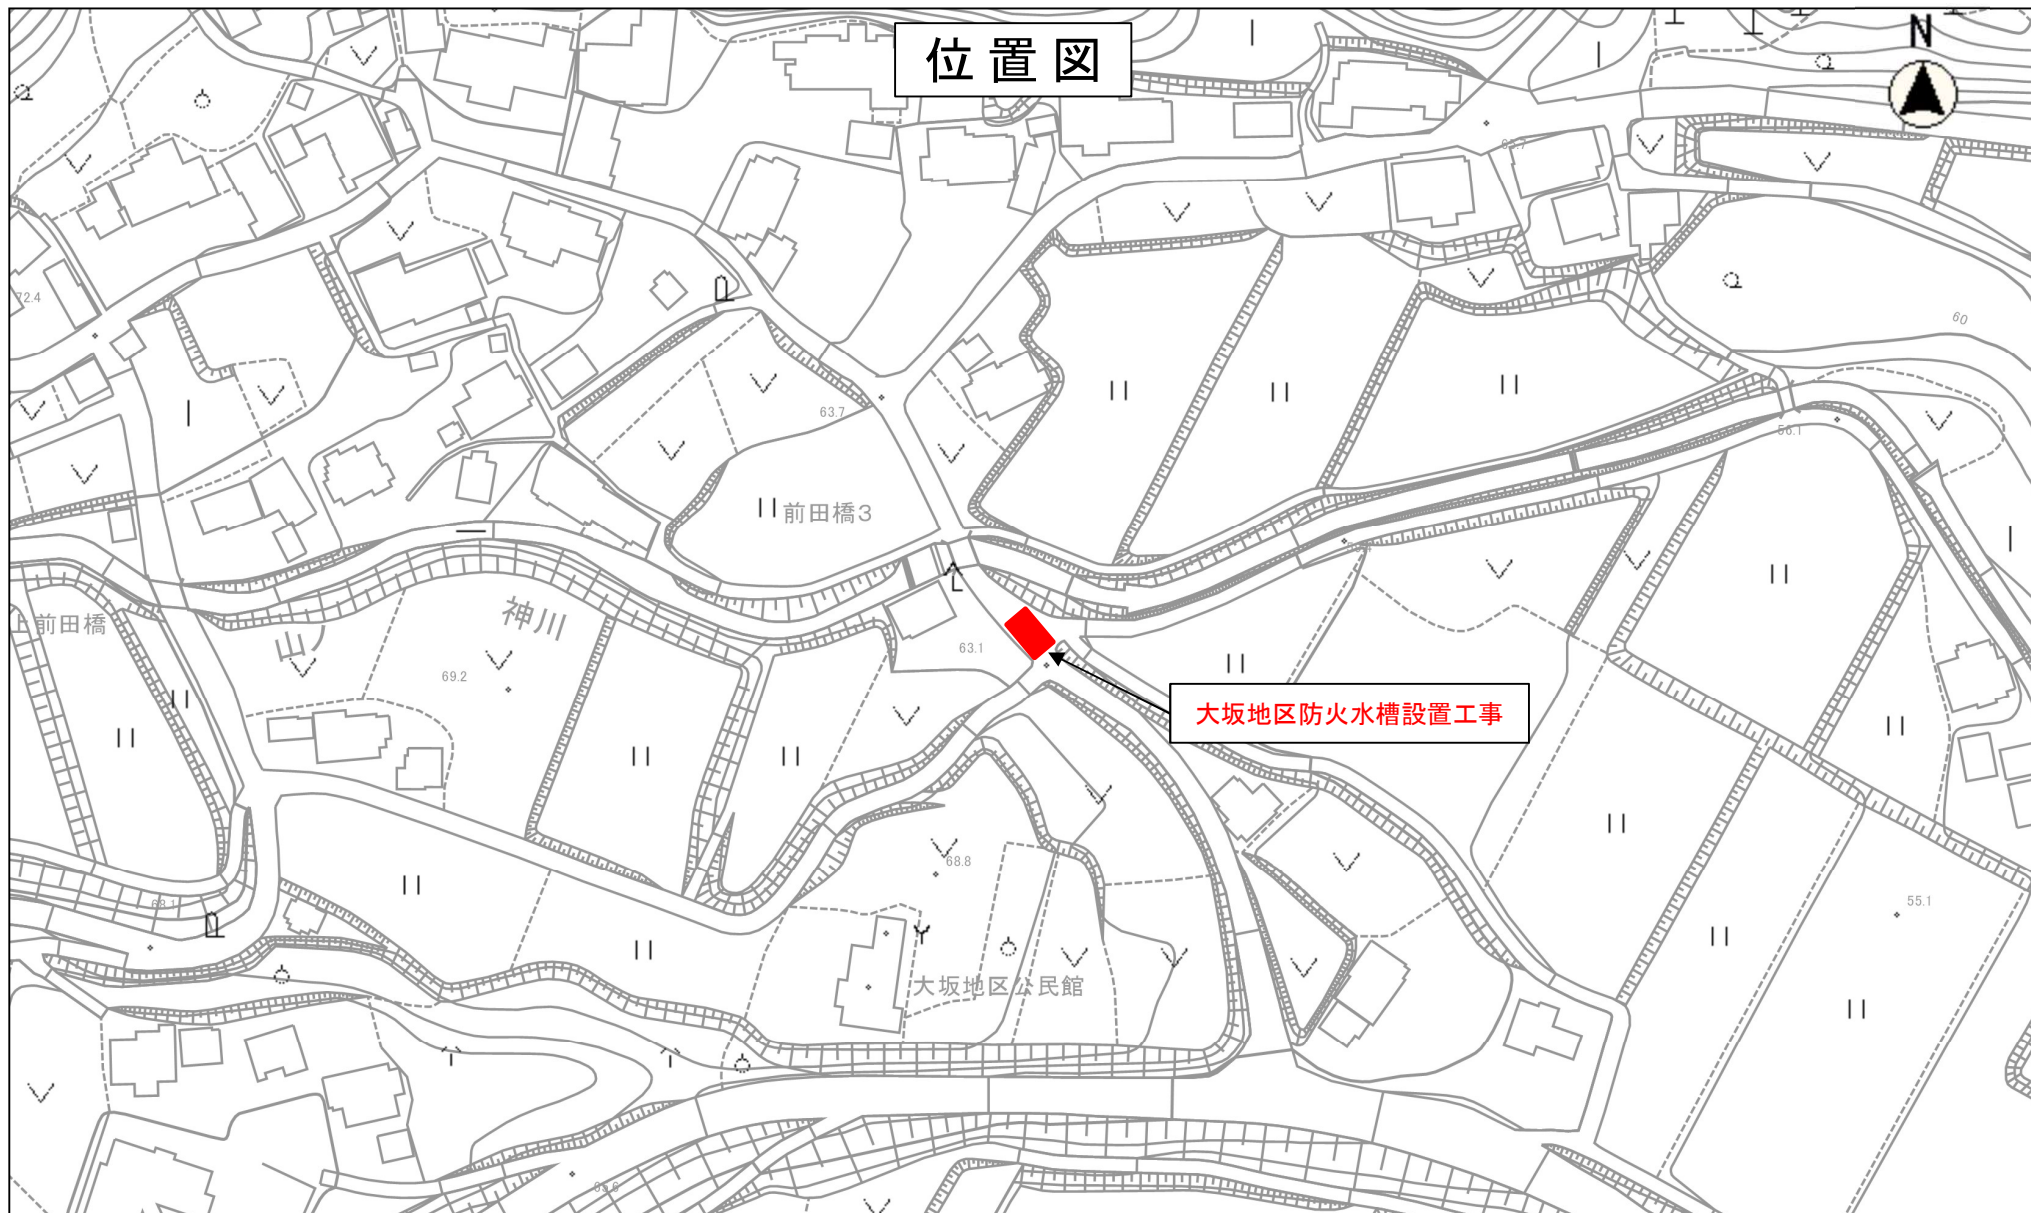 位置図
N
72.4
60
63.7
56.1
前田橋3
上前田橋
山ノ神川
63.1
69.2
大坂地区防火水槽設置工事
68.8
68.1
55.1
大坂地区公民館